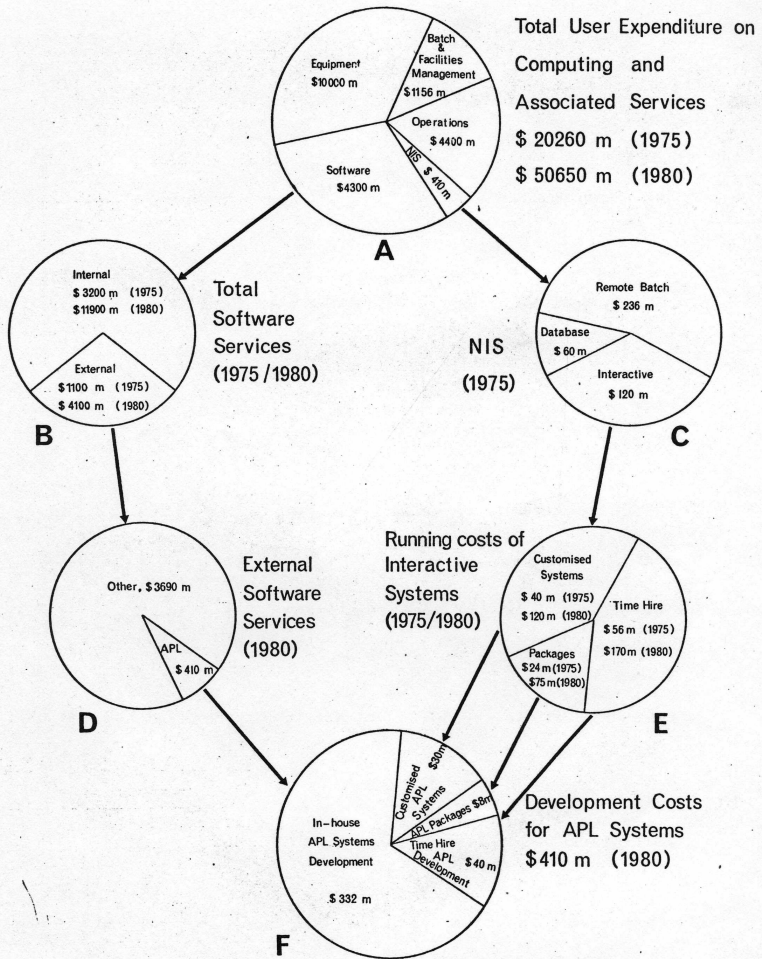 Total User Expenditure on
Computing and
Associated Services
$ 20260 m (1975)
$ 50650 m (1980)
Equipment
$10000 m
Batch
&
Facilities
Management
$1156 m
Operations
$4400 m
NIS $ 410 m
Software
$4300 m
A
Internal
$ 3200 m (1975)
$11900 m (1980)
External
$1100 m (1975)
$4100 m (1980)
B
Total
Software
Services
(1975/1980)
NIS
(1975)
Remote Batch
$ 236 m
Database
$ 60 m
Interactive
$ 120 m
C
Other, $ 3690 m
APL
$ 410 m
D
External
Software
Services
(1980)
Running costs of
Interactive
Systems
(1975/1980)
Customised
Systems
$ 40 m (1975)
$120 m (1980)
Time Hire
$ 56 m (1975)
$170 m (1980)
Packages
$24 m (1975)
$75 m (1980)
E
In-house
APL Systems
Development
$ 332 m
Customised
APL
Systems
$30m
APL Packages $8m
Time Hire
APL
Development
$ 40 m
F
Development Costs
for APL Systems
$ 410 m (1980)